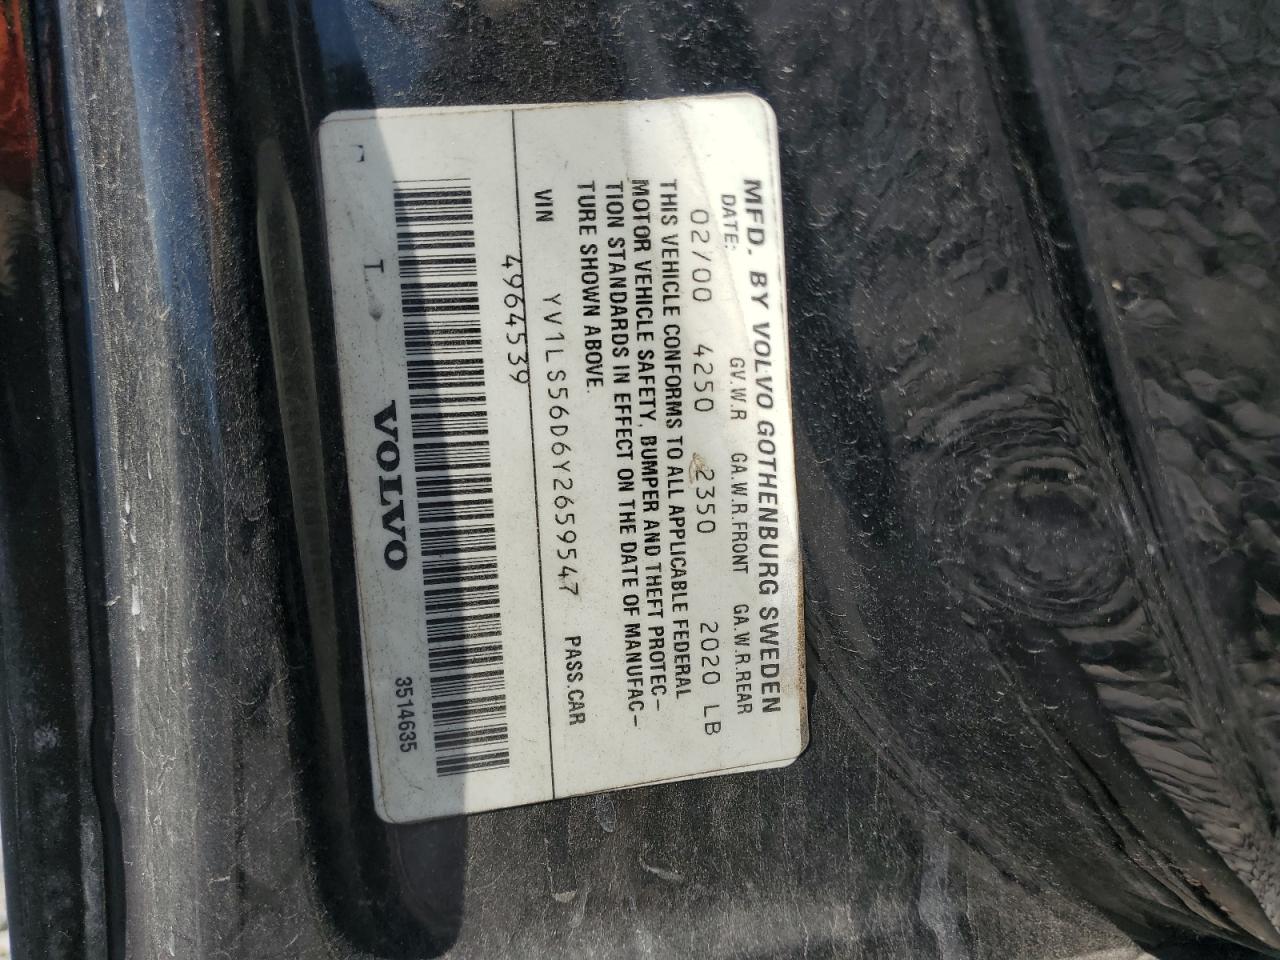 MFD. BY VOLVO GOTHENBURG SWEDEN
DATE: GV.W.R GA.W.R.FRONT GA.W.R.REAR
02/00 4250 2350 2020 LB
THIS VEHICLE CONFORMS TO ALL APPLICABLE FEDERAL
MOTOR VEHICLE SAFETY, BUMPER AND THEFT PROTEC-
TION STANDARDS IN EFFECT ON THE DATE OF MANUFAC-
TURE SHOWN ABOVE.
VIN YV1LS56D6Y2659547 PASS.CAR
4964539
VOLVO 3514635